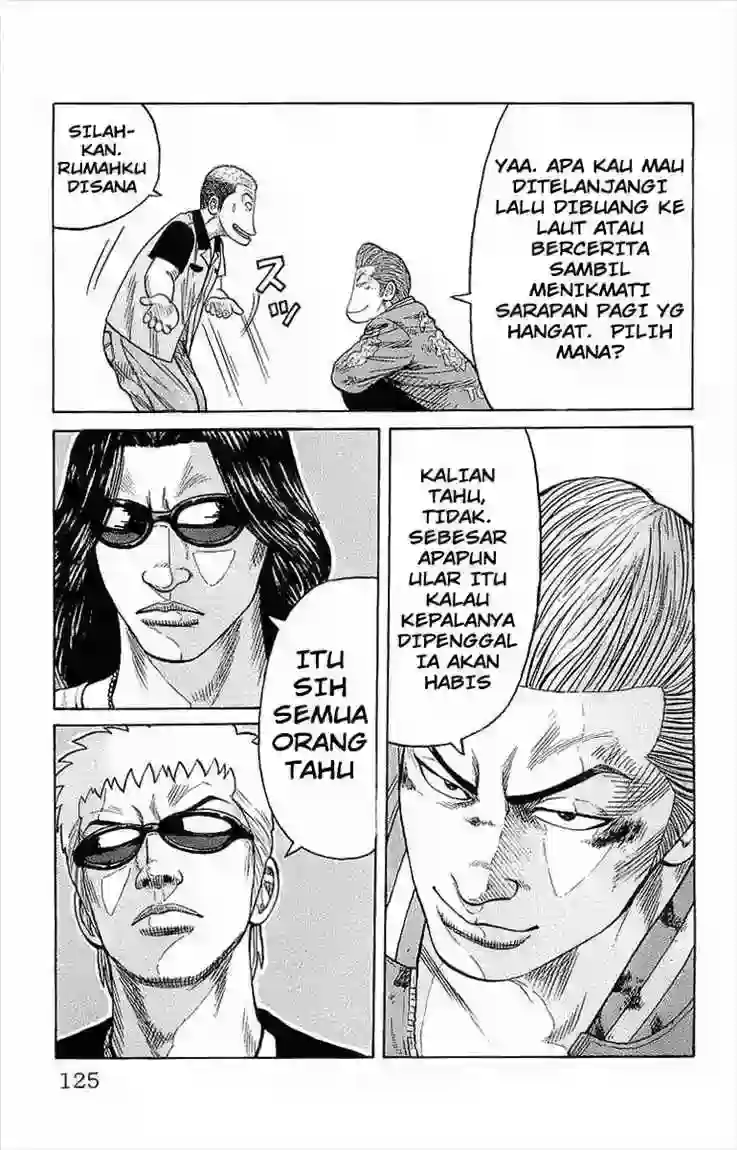 YAA. APA KAU MAU
DITELANJANGI
LALU DIBUANG KE
LAUT ATAU
BERCERITA
SAMBIL
MENIKMATI
SARAPAN PAGI YG
HANGAT. PILIH
MANA?
SILAH-
KAN.
RUMAHKU
DISANA
スッ
KALIAN
TAHU,
TIDAK.
SEBESAR
APAPUN
ULAR ITU
KALAU
KEPALANYA
DIPENGGAL
IA AKAN
HABIS
ITU
SIH
SEMUA
ORANG
TAHU
125